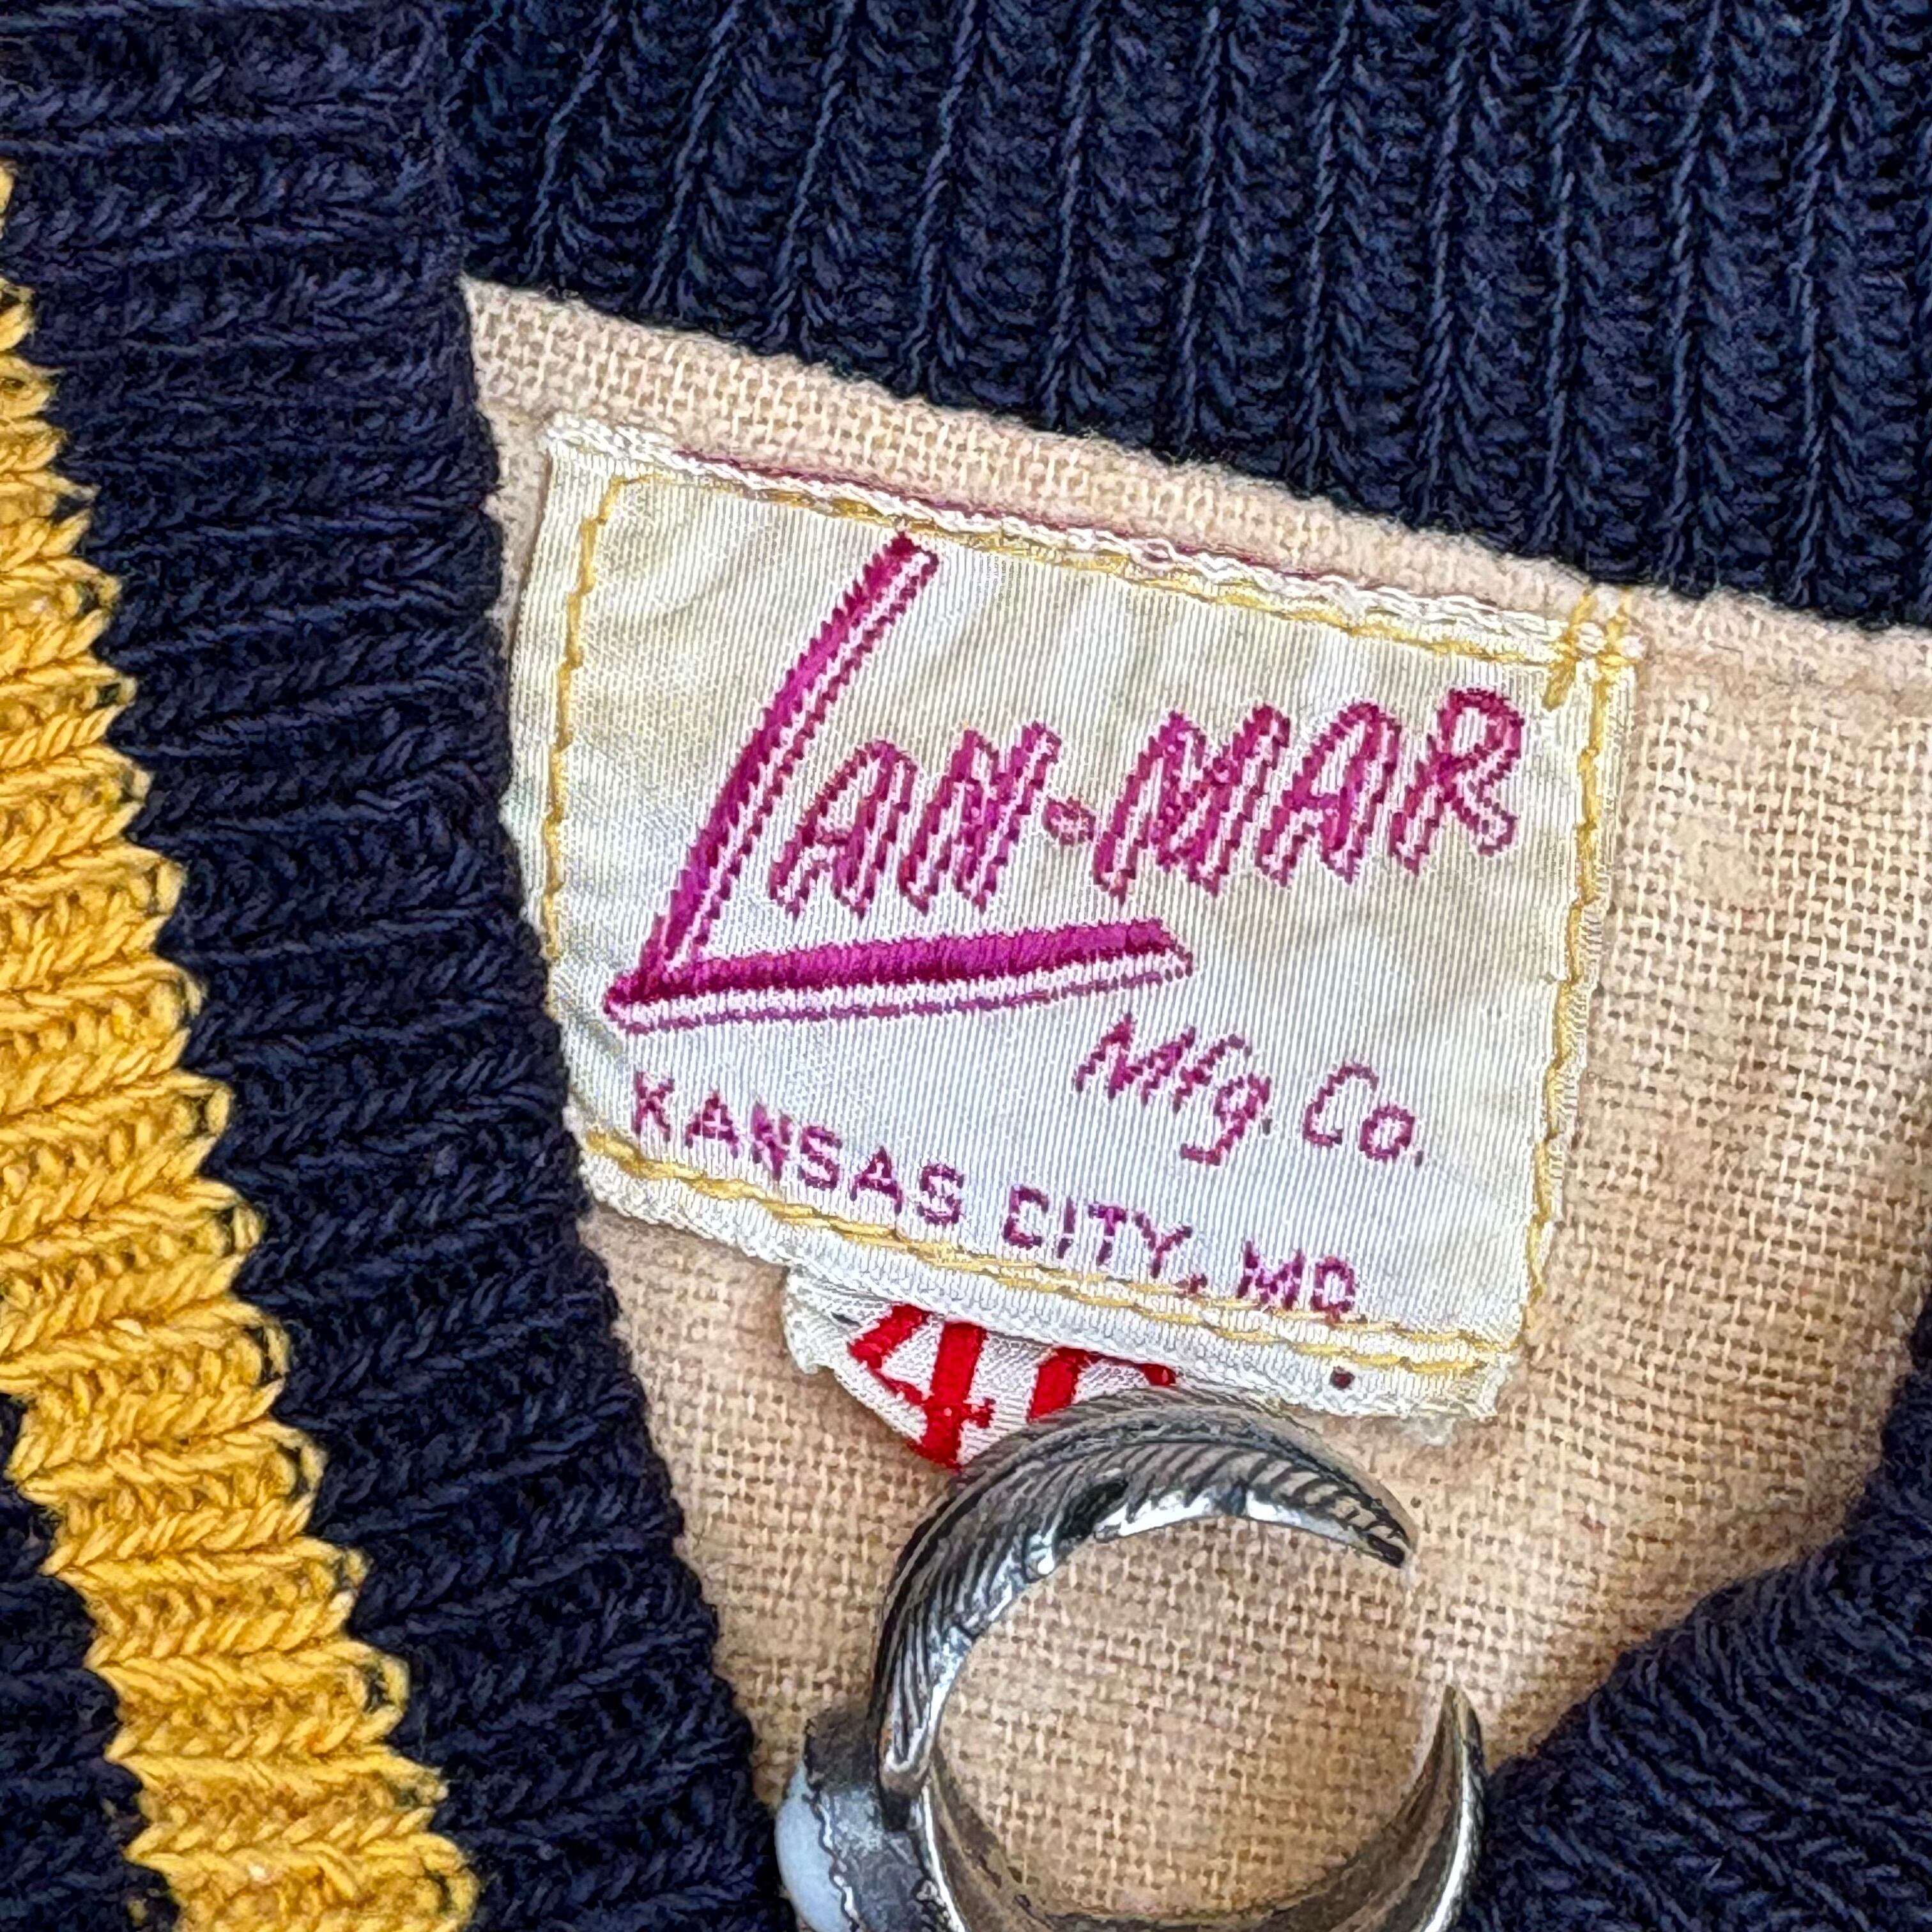 LAN-MAR
Mfg. Co.
KANSAS CITY, MO